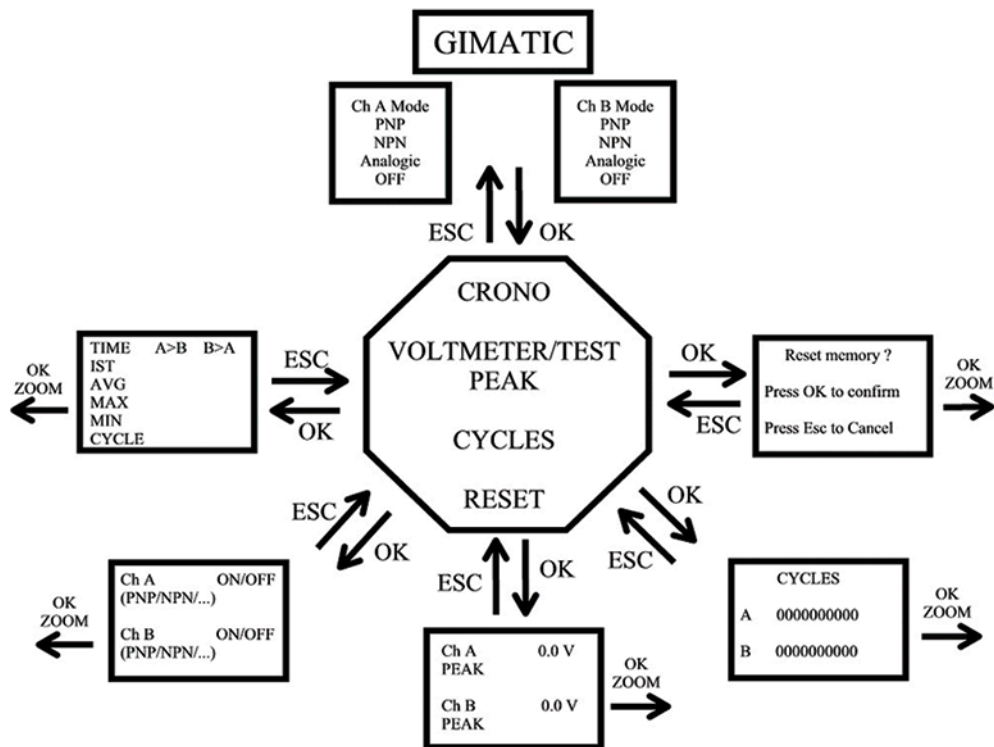 GIMATIC
Ch A Mode
PNP
NPN
Analogic
OFF
Ch B Mode
PNP
NPN
Analogic
OFF
ESC
OK
CRONO
VOLTMETER/TEST
PEAK
CYCLES
RESET
TIME A>B B>A
IST
AVG
MAX
MIN
CYCLE
OK
ZOOM
ESC
OK
OK
ESC
Reset memory ?
Press OK to confirm
Press Esc to Cancel
OK
ZOOM
ESC
OK
Ch A ON/OFF
(PNP/NPN/...)
Ch B ON/OFF
(PNP/NPN/...)
OK
ZOOM
ESC
OK
Ch A 0.0 V
PEAK
Ch B 0.0 V
PEAK
OK
ZOOM
OK
ESC
CYCLES
A 0000000000
B 0000000000
OK
ZOOM